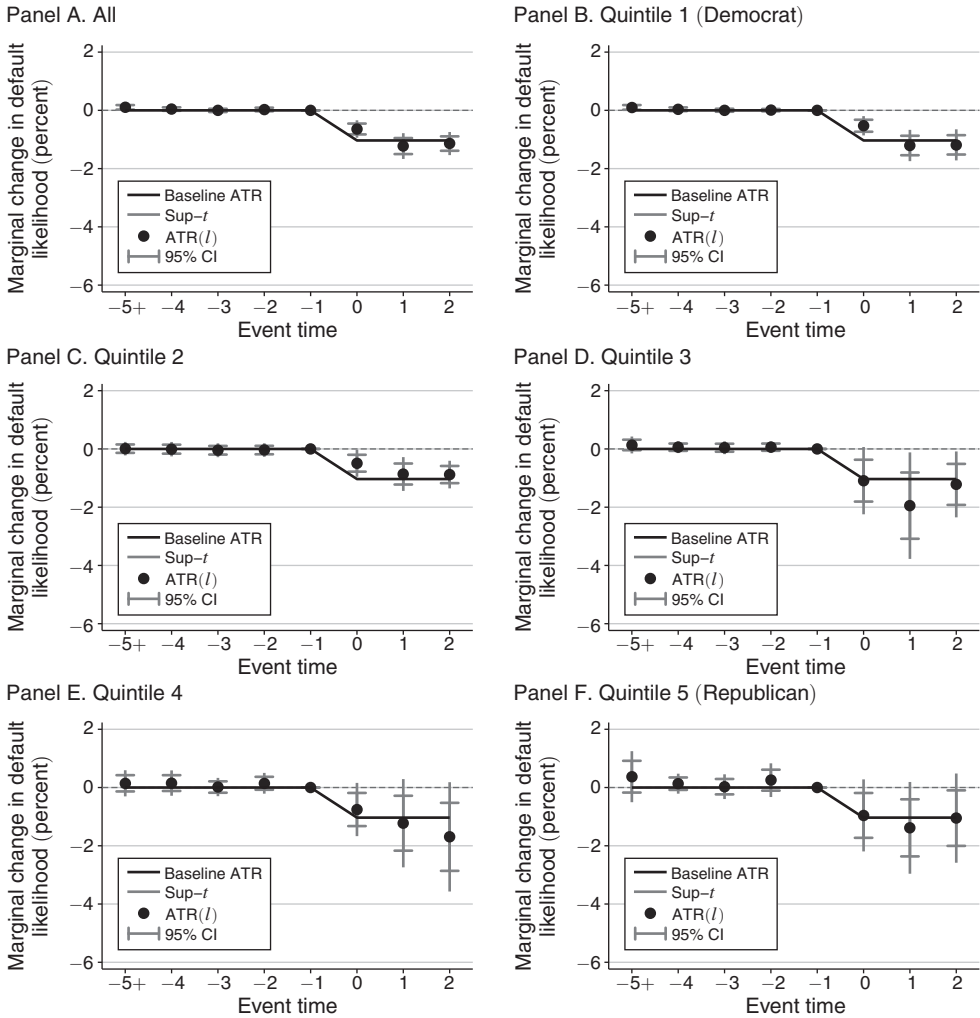 Panel A. All
Marginal change in default
likelihood (percent)
2
0
−2
−4
−6
Baseline ATR
Sup−t
ATR(l)
95% CI
−5+ −4 −3 −2 −1 0 1 2
Event time
Panel B. Quintile 1 (Democrat)
Marginal change in default
likelihood (percent)
2
0
−2
−4
−6
Baseline ATR
Sup−t
ATR(l)
95% CI
−5+ −4 −3 −2 −1 0 1 2
Event time
Panel C. Quintile 2
Marginal change in default
likelihood (percent)
2
0
−2
−4
−6
Baseline ATR
Sup−t
ATR(l)
95% CI
−5+ −4 −3 −2 −1 0 1 2
Event time
Panel D. Quintile 3
Marginal change in default
likelihood (percent)
2
0
−2
−4
−6
Baseline ATR
Sup−t
ATR(l)
95% CI
−5+ −4 −3 −2 −1 0 1 2
Event time
Panel E. Quintile 4
Marginal change in default
likelihood (percent)
2
0
−2
−4
−6
Baseline ATR
Sup−t
ATR(l)
95% CI
−5+ −4 −3 −2 −1 0 1 2
Event time
Panel F. Quintile 5 (Republican)
Marginal change in default
likelihood (percent)
2
0
−2
−4
−6
Baseline ATR
Sup−t
ATR(l)
95% CI
−5+ −4 −3 −2 −1 0 1 2
Event time